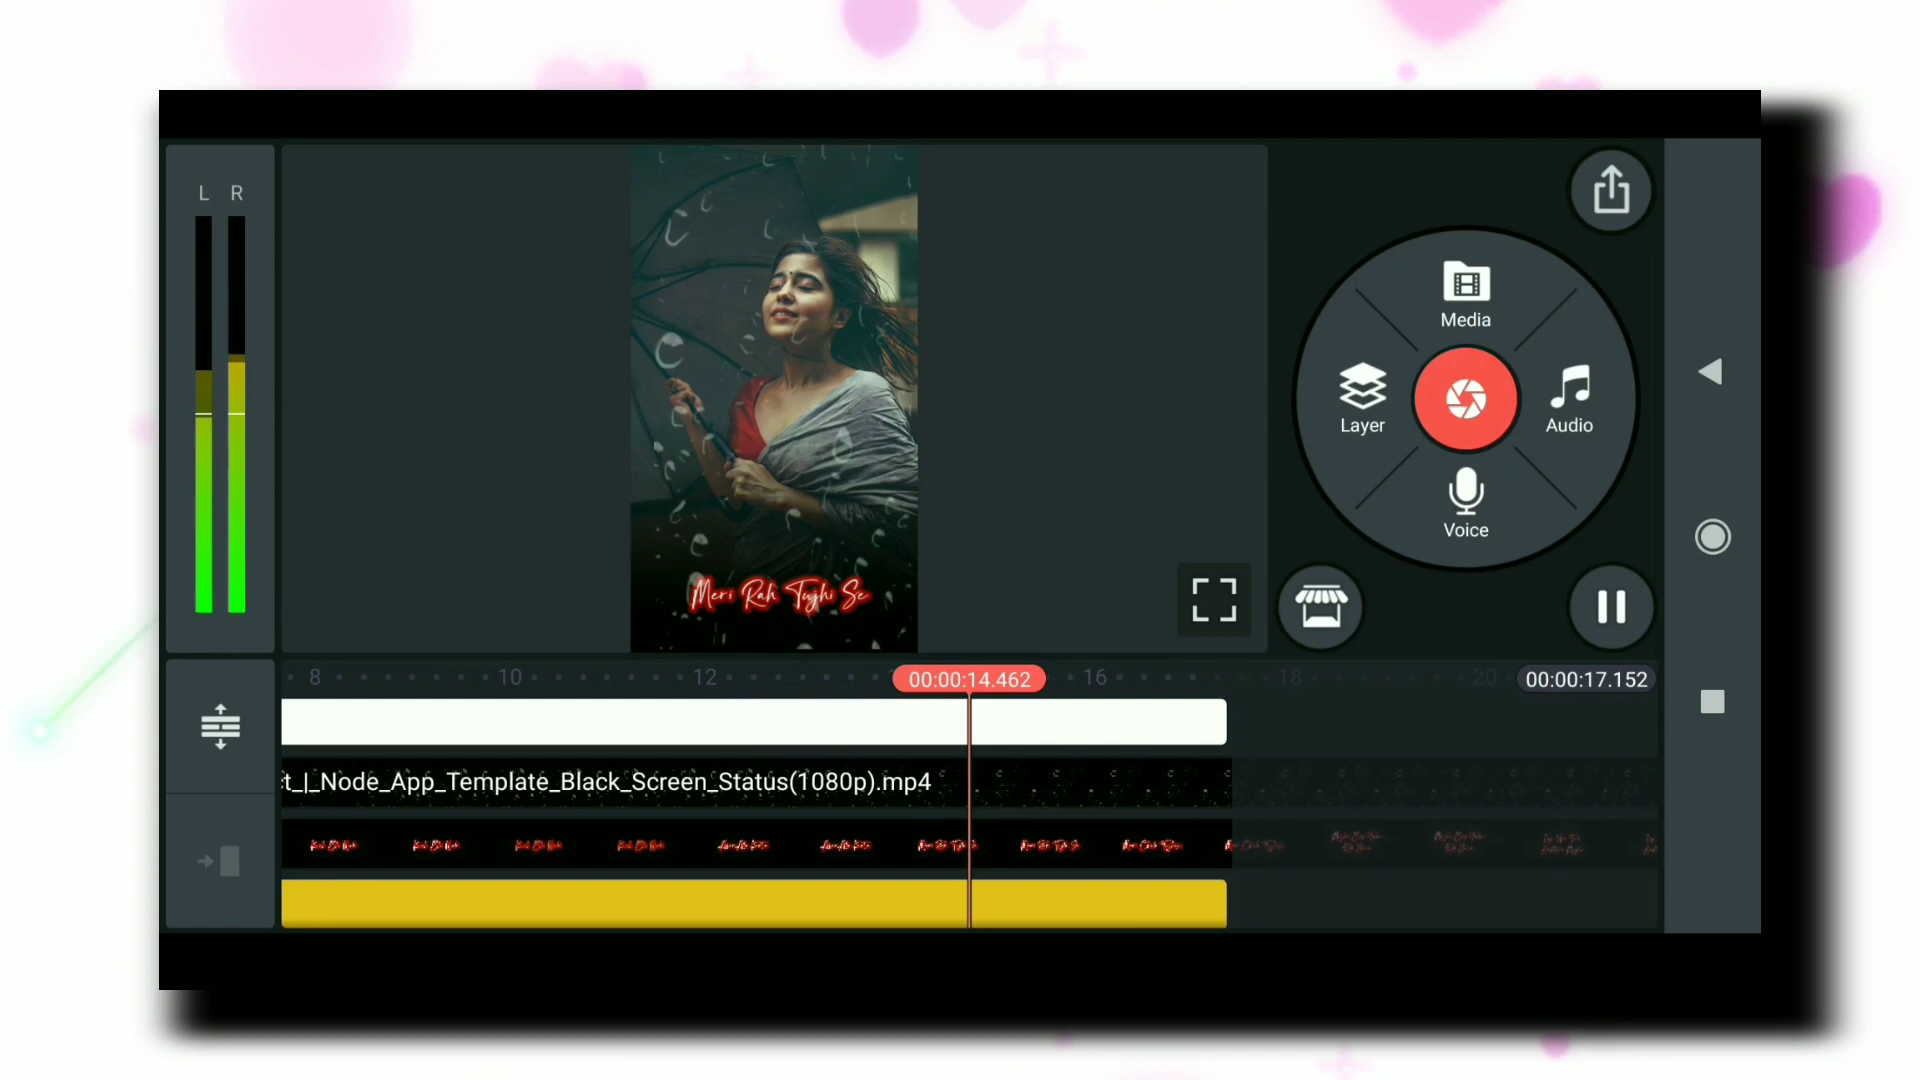 L R
Media
Layer
Audio
Voice
Meri Rah Tujhi Se
8
10
12
00:00:14.462
16
18
20
00:00:17.152
t_|_Node_App_Template_Black_Screen_Status(1080p).mp4